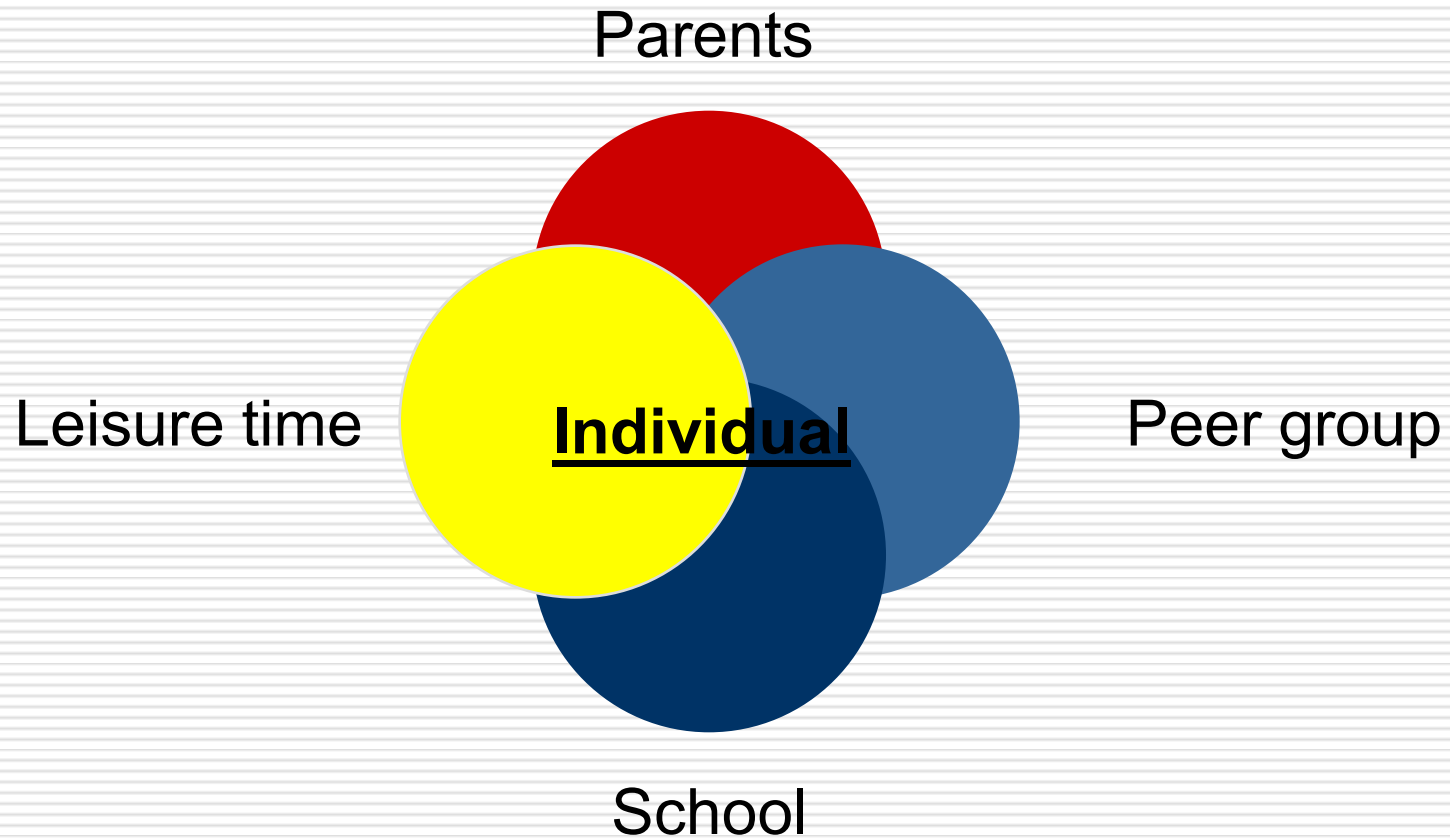 Parents
Leisure time
Individual
Peer group
School